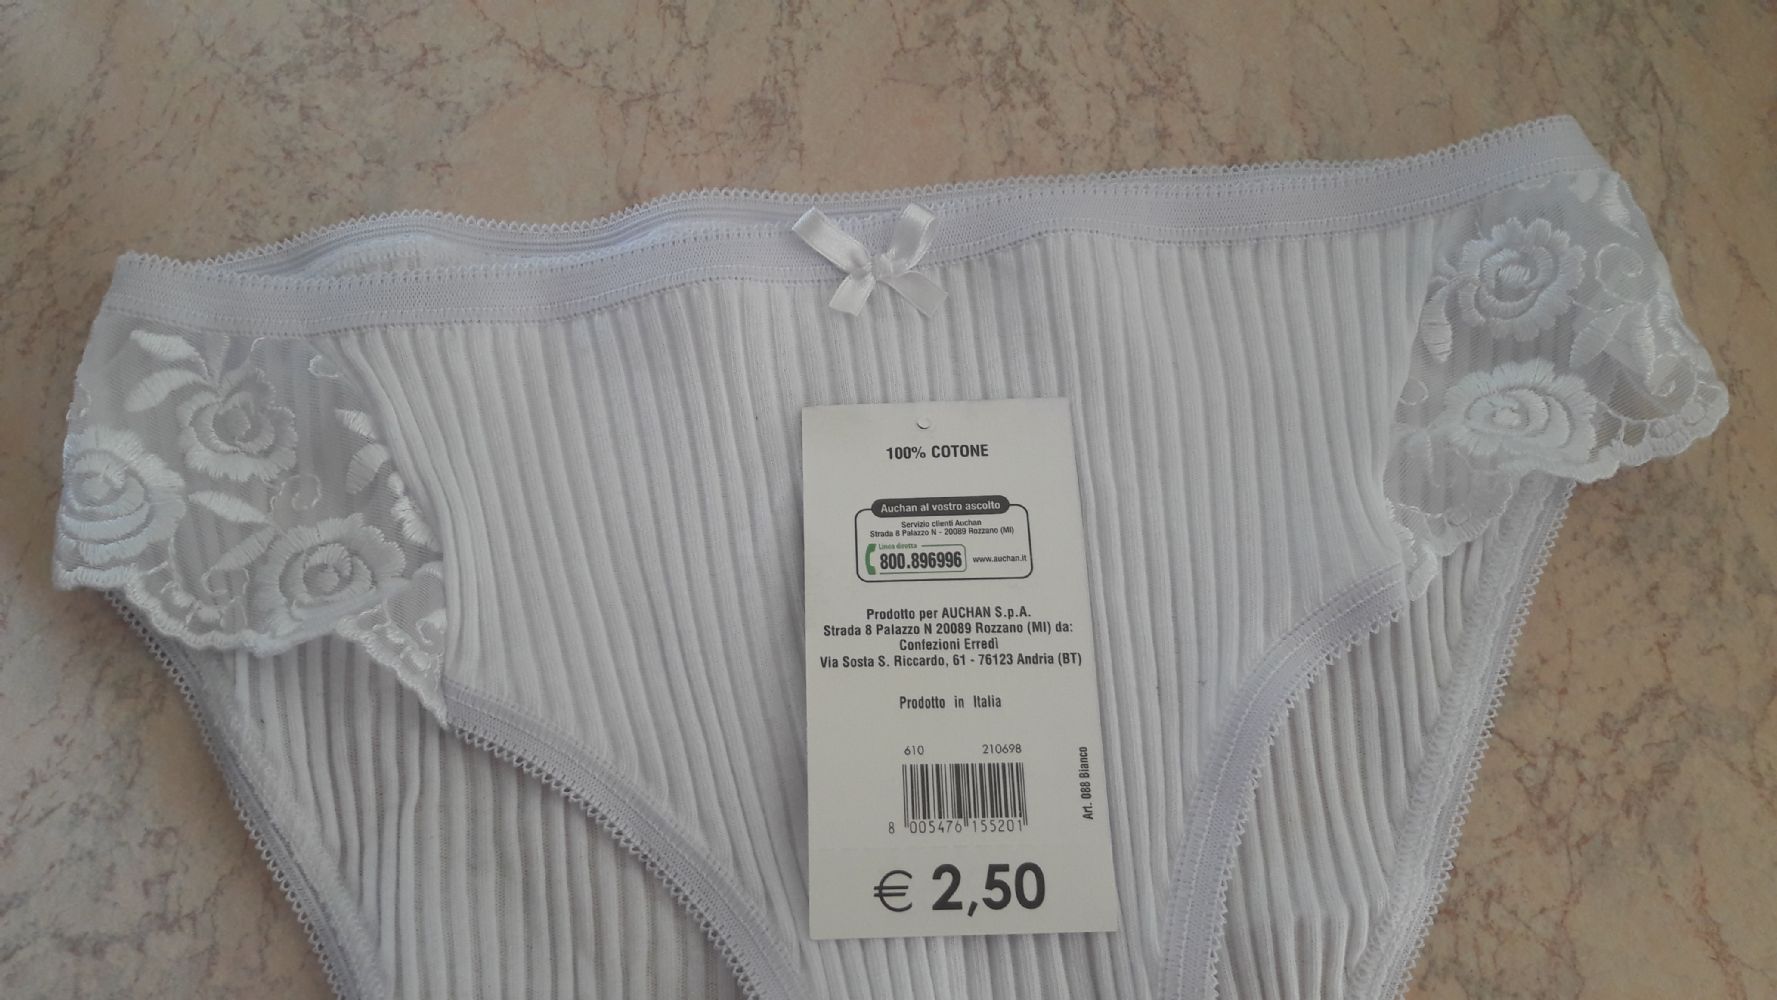 100% COTONE
Auchan al vostro ascolto
Servizio clienti Auchan
Strada 8 Palazzo N - 20089 Rozzano (MI)
Linea diretta
800.896996 www.auchan.it
Prodotto per AUCHAN S.p.A.
Strada 8 Palazzo N 20089 Rozzano (MI) da:
Confezioni Erredì
Via Sosta S. Riccardo, 61 - 76123 Andria (BT)
Prodotto in Italia
610 210698
8 005476 155201
Art. 088 Bianco
€ 2,50